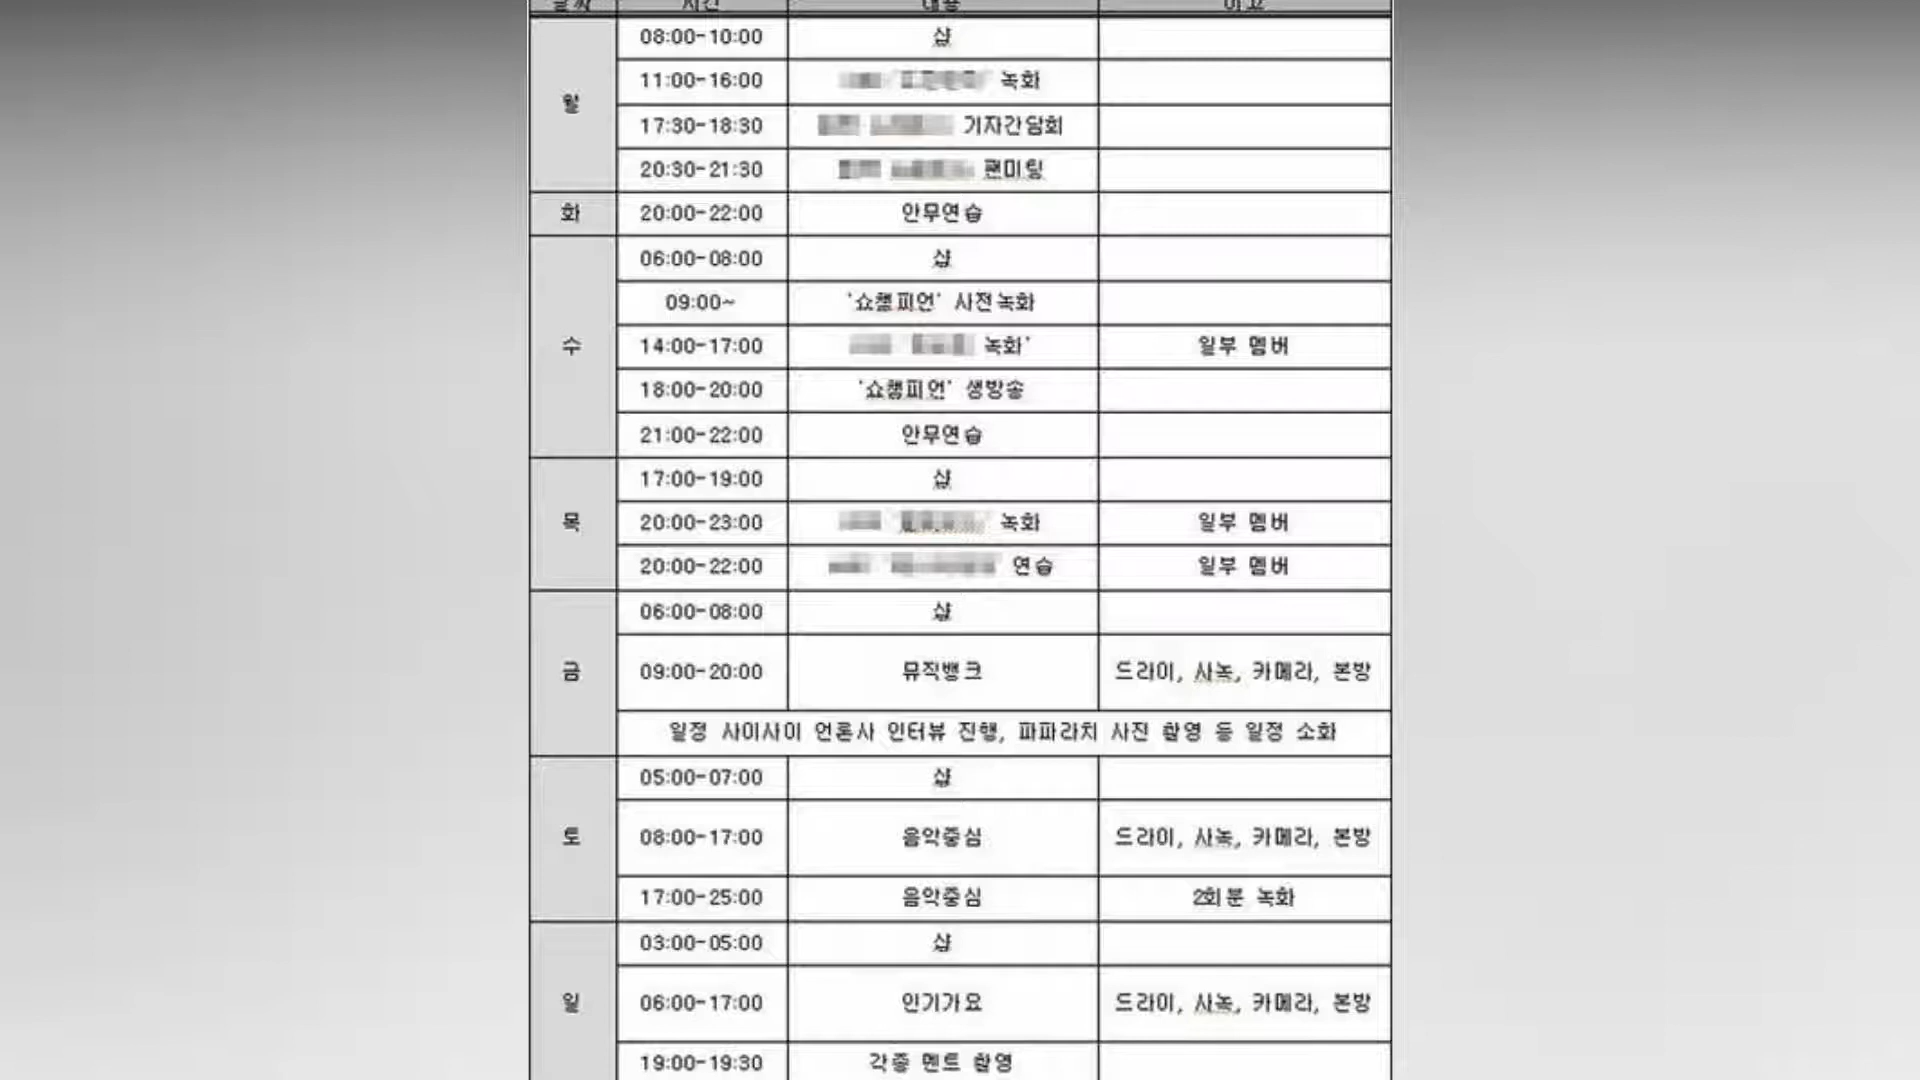 날짜 시간 내용 비고
월
08:00-10:00 샵
11:00-16:00 녹화
17:30-18:30 기자간담회
20:30-21:30 팬미팅
화
20:00-22:00 안무연습
수
06:00-08:00 샵
09:00~ '쇼챔피언' 사전녹화
14:00-17:00 녹화' 일부 멤버
18:00-20:00 '쇼챔피언' 생방송
21:00-22:00 안무연습
목
17:00-19:00 샵
20:00-23:00 녹화 일부 멤버
20:00-22:00 연습 일부 멤버
금
06:00-08:00 샵
09:00-20:00 뮤직뱅크 드라이, 사녹, 카메라, 본방
일정 사이사이 언론사 인터뷰 진행, 파파라치 사진 촬영 등 일정 소화
토
05:00-07:00 샵
08:00-17:00 음악중심 드라이, 사녹, 카메라, 본방
17:00-25:00 음악중심 2회분 녹화
일
03:00-05:00 샵
06:00-17:00 인기가요 드라이, 사녹, 카메라, 본방
19:00-19:30 각종 멘트 촬영